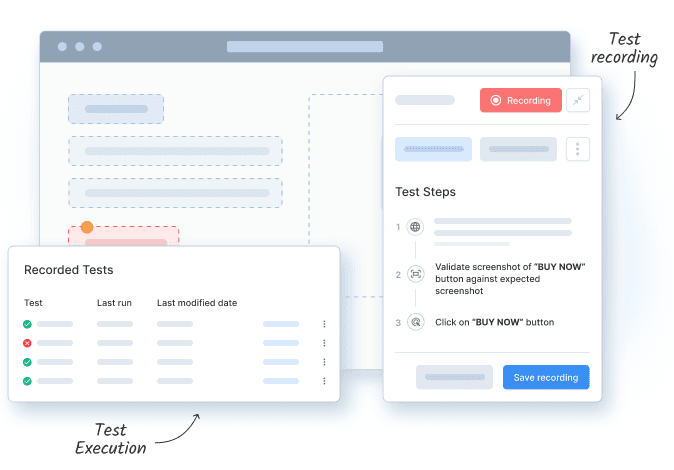 Test
recording
Recording
Test Steps
1
2 Validate screenshot of “BUY NOW”
button against expected
screenshot
3 Click on “BUY NOW” button
Save recording
Recorded Tests
Test Last run Last modified date
Test
Execution